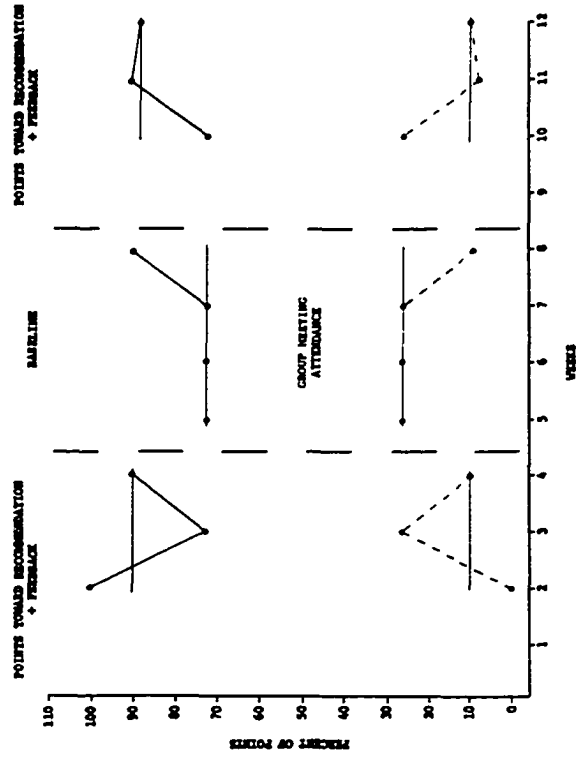 POINTS TOWARD RECOMMENDATION
+ FEEDBACK
BASELINE
POINTS TOWARD RECOMMENDATION
+ FEEDBACK
GROUP MEETING
ATTENDANCE
PERCENT OF POINTS
110
100
90
80
70
60
50
40
30
20
10
0
1
2
3
4
5
6
7
8
9
10
11
12
WEEKS